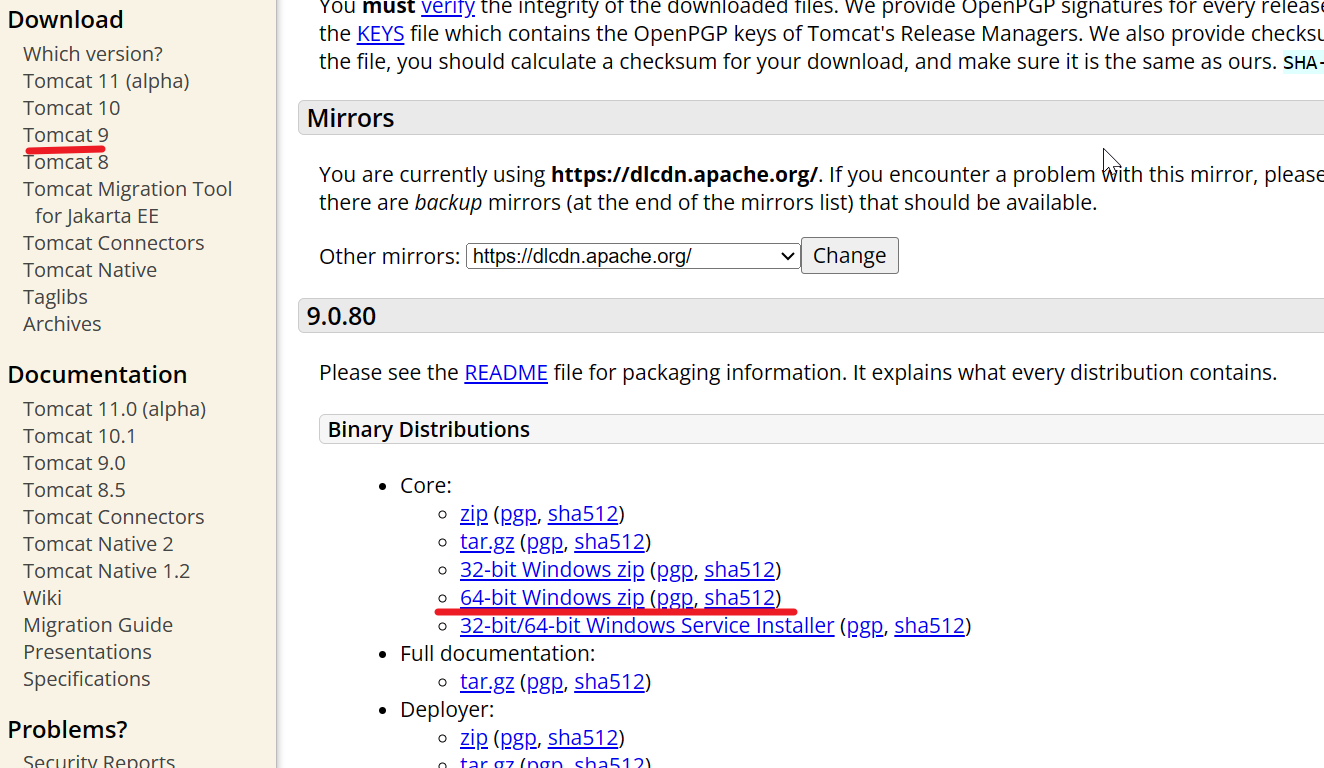 Download
Which version?
Tomcat 11 (alpha)
Tomcat 10
Tomcat 9
Tomcat 8
Tomcat Migration Tool
for Jakarta EE
Tomcat Connectors
Tomcat Native
Taglibs
Archives
Documentation
Tomcat 11.0 (alpha)
Tomcat 10.1
Tomcat 9.0
Tomcat 8.5
Tomcat Connectors
Tomcat Native 2
Tomcat Native 1.2
Wiki
Migration Guide
Presentations
Specifications
Problems?
Security Reports
You must verify the integrity of the downloaded files. We provide OpenPGP signatures for every release
the KEYS file which contains the OpenPGP keys of Tomcat's Release Managers. We also provide checksu
the file, you should calculate a checksum for your download, and make sure it is the same as ours. SHA-
Mirrors
You are currently using https://dlcdn.apache.org/. If you encounter a problem with this mirror, please
there are backup mirrors (at the end of the mirrors list) that should be available.
Other mirrors: https://dlcdn.apache.org/ Change
9.0.80
Please see the README file for packaging information. It explains what every distribution contains.
Binary Distributions
• Core:
○ zip (pgp, sha512)
○ tar.gz (pgp, sha512)
○ 32-bit Windows zip (pgp, sha512)
○ 64-bit Windows zip (pgp, sha512)
○ 32-bit/64-bit Windows Service Installer (pgp, sha512)
• Full documentation:
○ tar.gz (pgp, sha512)
• Deployer:
○ zip (pgp, sha512)
○ tar.gz (pgp, sha512)